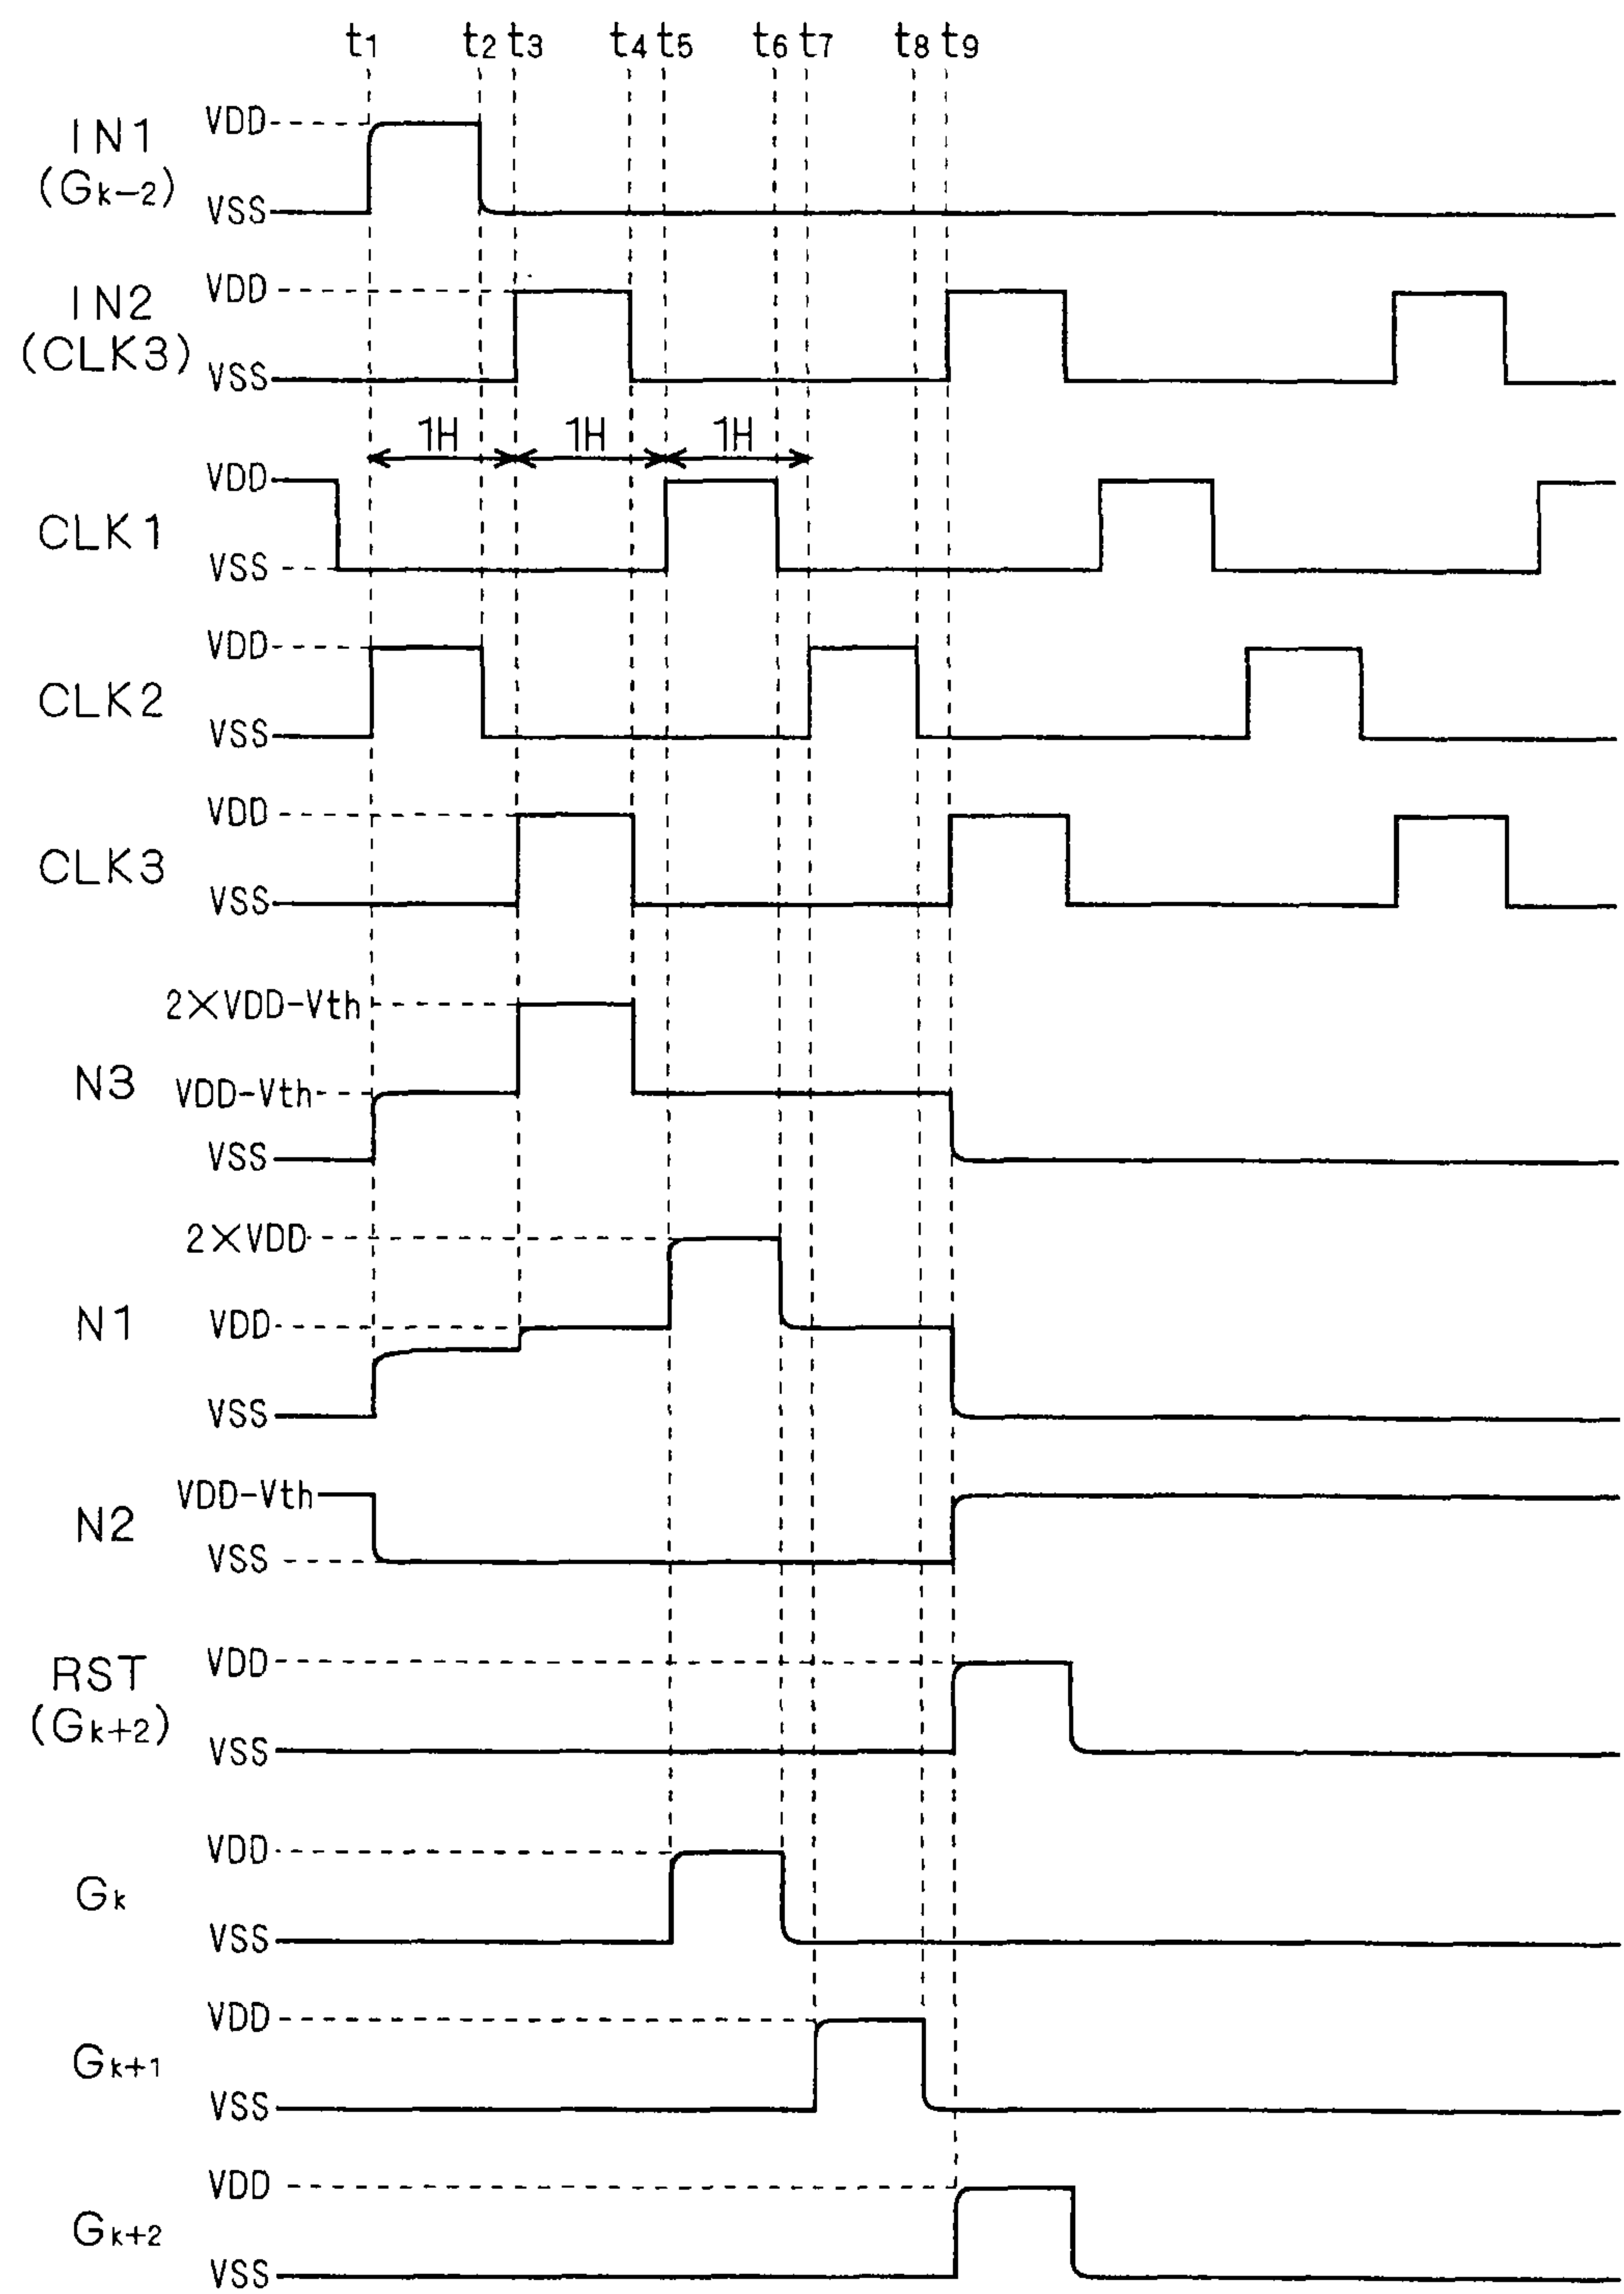 t1 t2 t3 t4 t5 t6 t7 t8 t9
IN1
(Gk-2)
VDD
VSS
IN2
(CLK3)
VDD
VSS
1H 1H 1H
CLK1
VDD
VSS
CLK2
VDD
VSS
CLK3
VDD
VSS
N3
2×VDD-Vth
VDD-Vth
VSS
N1
2×VDD
VDD
VSS
N2
VDD-Vth
VSS
RST
(Gk+2)
VDD
VSS
Gk
VDD
VSS
Gk+1
VDD
VSS
Gk+2
VDD
VSS